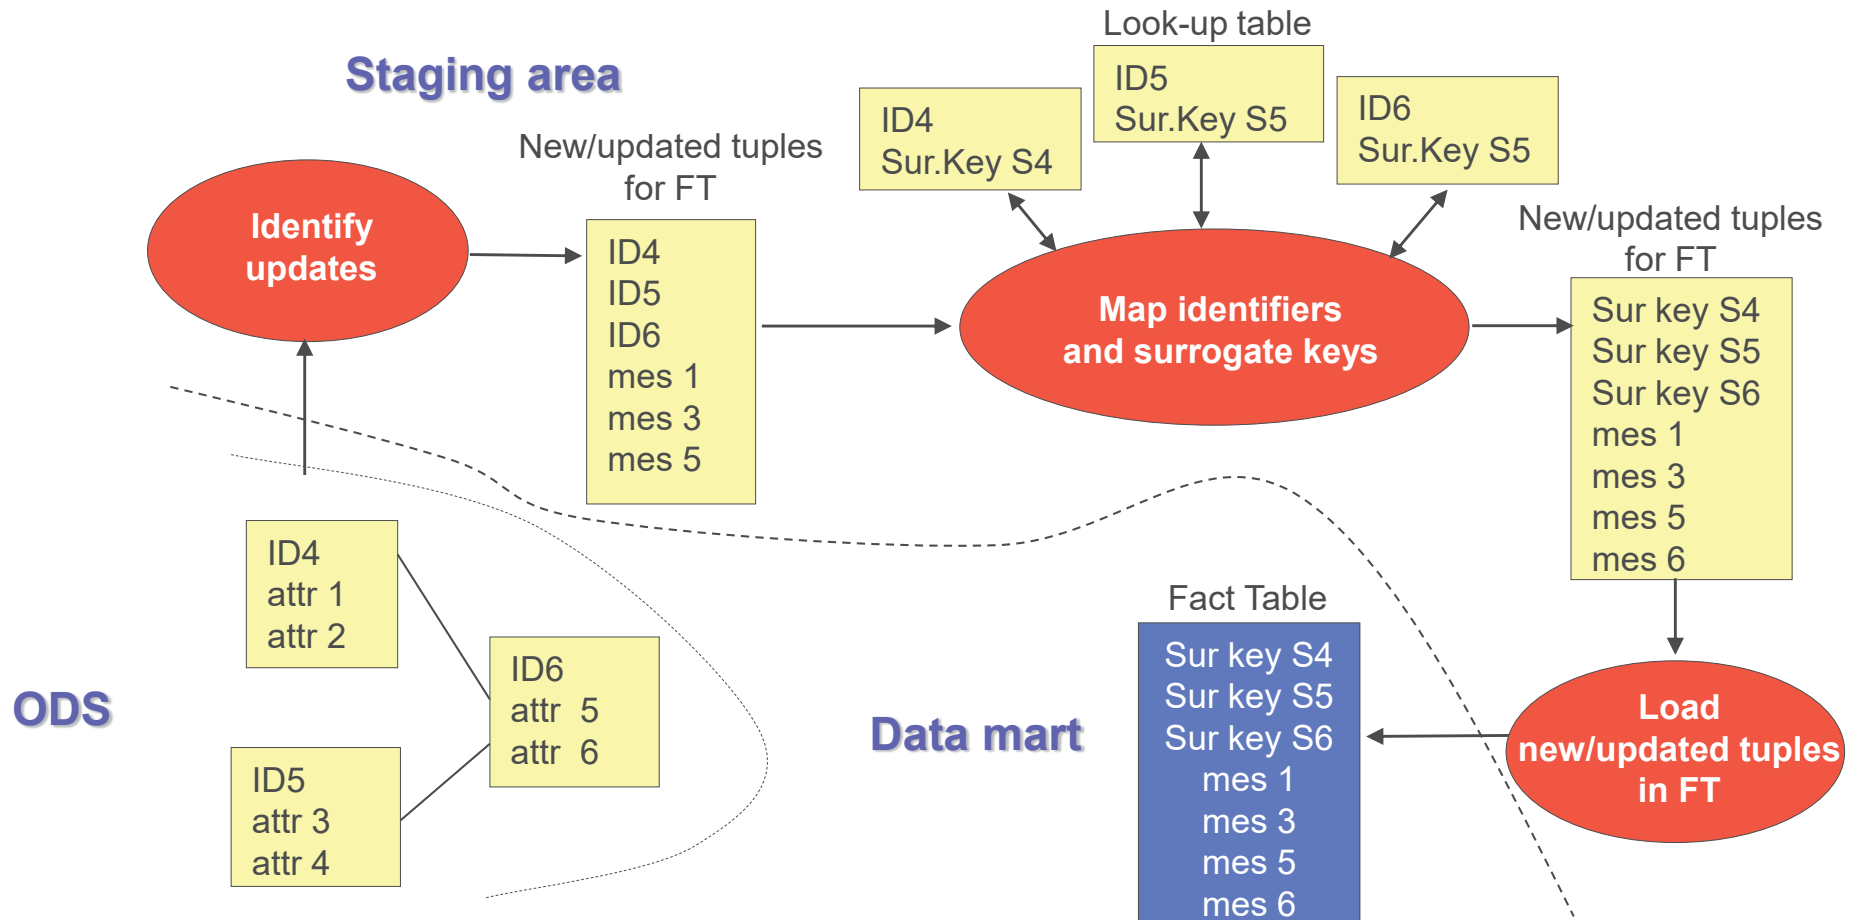 Look-up table
Staging area
ID5
Sur.Key S5
ID4
Sur.Key S4
ID6
Sur.Key S5
New/updated tuples
for FT
Identify
updates
ID4
ID5
ID6
mes 1
mes 3
mes 5
Map identifiers
and surrogate keys
New/updated tuples
for FT
Sur key S4
Sur key S5
Sur key S6
mes 1
mes 3
mes 5
mes 6
ID4
attr 1
attr 2
ID6
attr 5
attr 6
ODS
ID5
attr 3
attr 4
Data mart
Fact Table
Sur key S4
Sur key S5
Sur key S6
mes 1
mes 3
mes 5
mes 6
Load
new/updated tuples
in FT